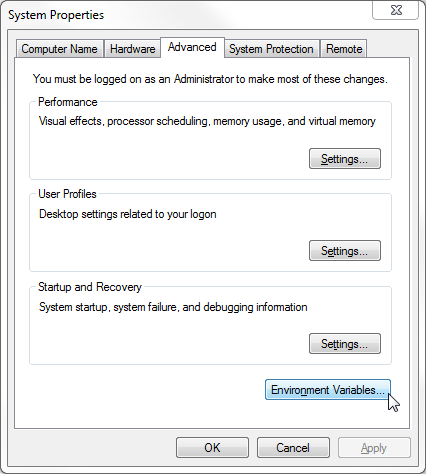 System Properties
Computer Name Hardware Advanced System Protection Remote
You must be logged on as an Administrator to make most of these changes.
Performance
Visual effects, processor scheduling, memory usage, and virtual memory
Settings...
User Profiles
Desktop settings related to your logon
Settings...
Startup and Recovery
System startup, system failure, and debugging information
Settings...
Environment Variables...
OK Cancel Apply